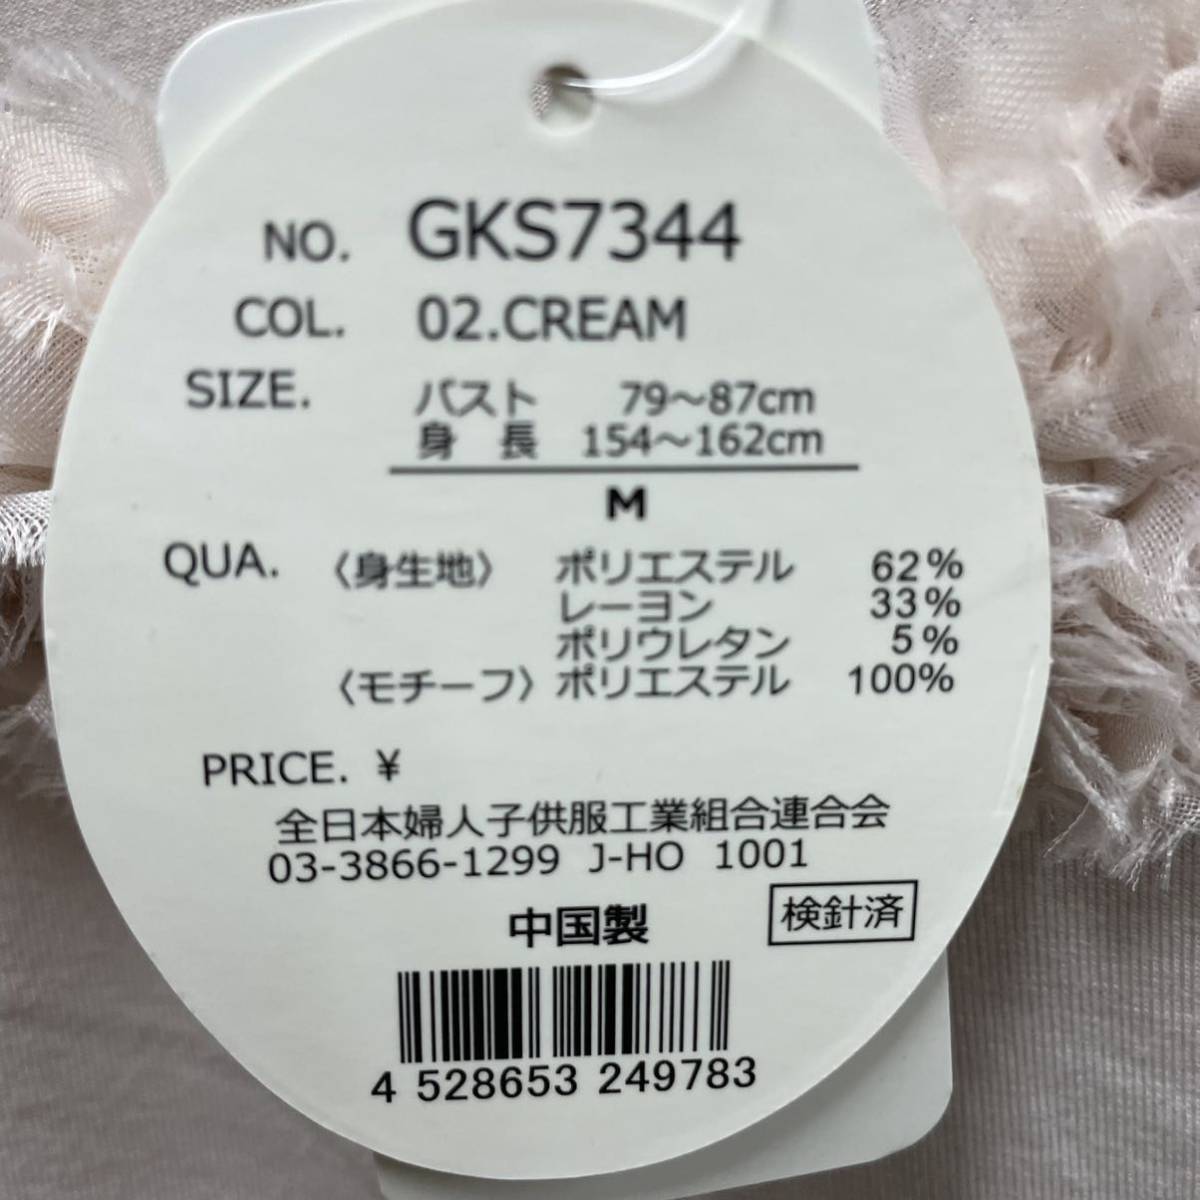 NO. GKS7344
COL. 02.CREAM
SIZE. バスト 79〜87cm
身 長 154〜162cm
M
QUA. 〈身生地〉 ポリエステル 62%
レーヨン 33%
ポリウレタン 5%
〈モチーフ〉 ポリエステル 100%
PRICE. ¥
全日本婦人子供服工業組合連合会
03-3866-1299 J-HO 1001
中国製 検針済
4 528653 249783